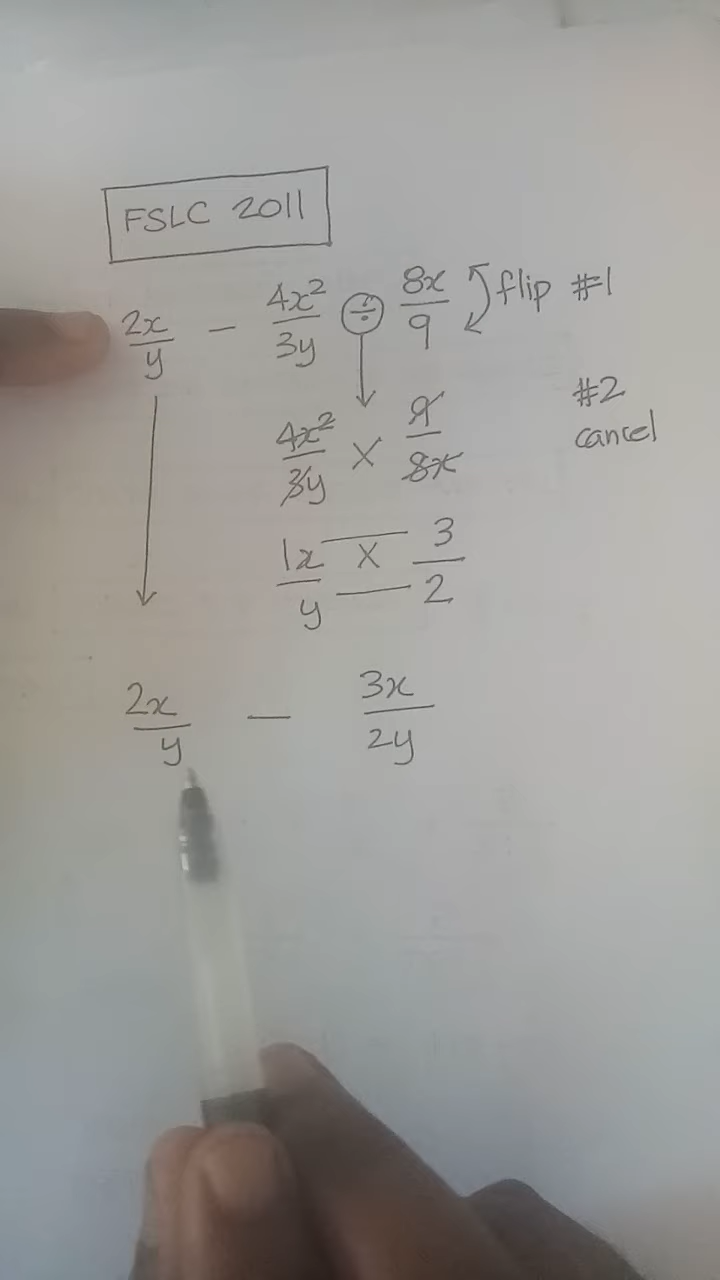 FSLC 2011
2x/y − 4x²/3y ÷ 8x/9 flip #1
#2
cancel
4x²/3y × 9/8x
1x/y × 3/2
2x/y − 3x/2y